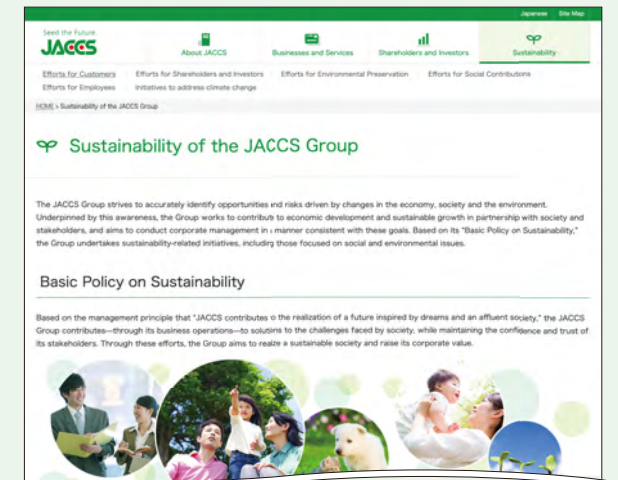 Japanese Site Map
Seed the Future
JACCS
About JACCS
Businesses and Services
Shareholders and Investors
Sustainability
Efforts for Customers Efforts for Shareholders and Investors Efforts for Environmental Preservation Efforts for Social Contributions
Efforts for Employees Initiatives to address climate change
HOME > Sustainability of the JACCS Group
Sustainability of the JACCS Group
The JACCS Group strives to accurately identify opportunities and risks driven by changes in the economy, society and the environment.
Underpinned by this awareness, the Group works to contribute to economic development and sustainable growth in partnership with society and
stakeholders, and aims to conduct corporate management in a manner consistent with these goals. Based on its "Basic Policy on Sustainability,"
the Group undertakes sustainability-related initiatives, including those focused on social and environmental issues.
Basic Policy on Sustainability
Based on the management principle that "JACCS contributes to the realization of a future inspired by dreams and an affluent society," the JACCS
Group contributes—through its business operations—to solutions to the challenges faced by society, while maintaining the confidence and trust of
its stakeholders. Through these efforts, the Group aims to realize a sustainable society and raise its corporate value.